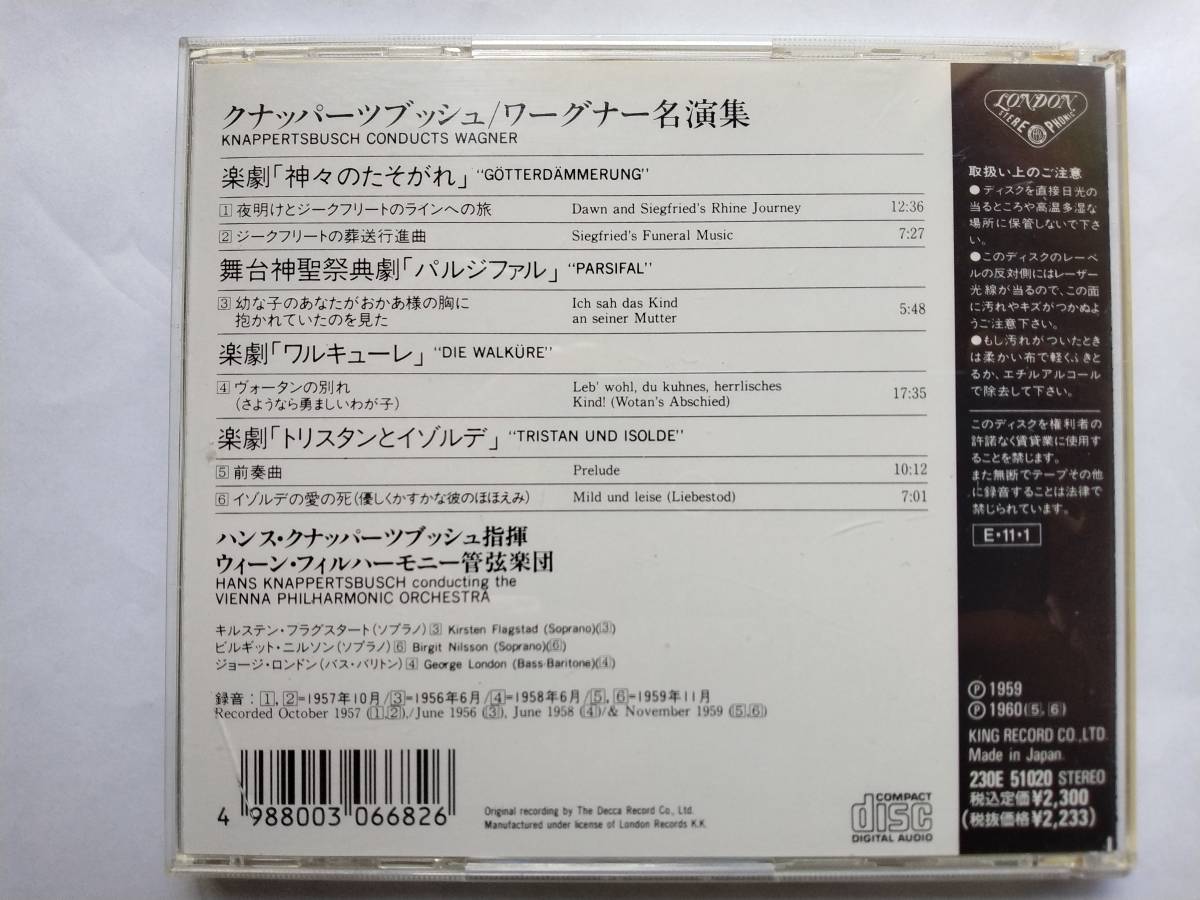 クナッパーツブッシュ/ワーグナー名演集
KNAPPERTSBUSCH CONDUCTS WAGNER
楽劇「神々のたそがれ」 "GÖTTERDÄMMERUNG"
1 夜明けとジークフリートのラインへの旅 Dawn and Siegfried's Rhine Journey 12:36
2 ジークフリートの葬送行進曲 Siegfried's Funeral Music 7:27
舞台神聖祭典劇「パルジファル」 "PARSIFAL"
3 幼な子のあなたがおかあ様の胸に Ich sah das Kind
抱かれていたのを見た an seiner Mutter 5:48
楽劇「ワルキューレ」 "DIE WALKÜRE"
4 ヴォータンの別れ Leb' wohl, du kuhnes, herrlisches
(さようなら勇ましいわが子) Kind! (Wotan's Abschied) 17:35
楽劇「トリスタンとイゾルデ」 "TRISTAN UND ISOLDE"
5 前奏曲 Prelude 10:12
6 イゾルデの愛の死(優しくかすかな彼のほほえみ) Mild und leise (Liebestod) 7:01
ハンス・クナッパーツブッシュ指揮
ウィーン・フィルハーモニー管弦楽団
HANS KNAPPERTSBUSCH conducting the
VIENNA PHILHARMONIC ORCHESTRA
キルステン・フラグスタート(ソプラノ) 3 Kirsten Flagstad (Soprano)(3)
ビルギット・ニルソン(ソプラノ) 6 Birgit Nilsson (Soprano)(6)
ジョージ・ロンドン(バス・バリトン) 4 George London (Bass-Baritone)(4)
録音:1, 2=1957年10月/3=1956年6月/4=1958年6月/5, 6=1959年11月
Recorded October 1957 (1,2),/June 1956 (3), June 1958 (4)/& November 1959 (5,6)
4 988003 066826
Original recording by The Decca Record Co., Ltd.
Manufactured under license of London Records K.K.
COMPACT
disc
DIGITAL AUDIO
LONDON
STEREOPHONIC
取扱い上のご注意
●ディスクを直接日光の
当るところや高温多湿な
場所に保管しないで下さ
い。
●このディスクのレーベ
ルの反対側にはレーザー
光線が当るので、この面
に汚れやキズがつかぬよ
うご注意下さい。
●もし汚れがついたとき
は柔かい布で軽くふきと
るか、エチルアルコール
で除去して下さい。
このディスクを権利者の
許諾なく賃貸業に使用す
ることを禁じます。
また無断でテープその他
に録音することは法律で
禁じられています。
E・11・1
Ⓟ 1959
Ⓟ 1960(5, 6)
KING RECORD CO.,LTD.
Made in Japan.
230E 51020 STEREO
税込定価¥2,300
(税抜価格¥2,233)